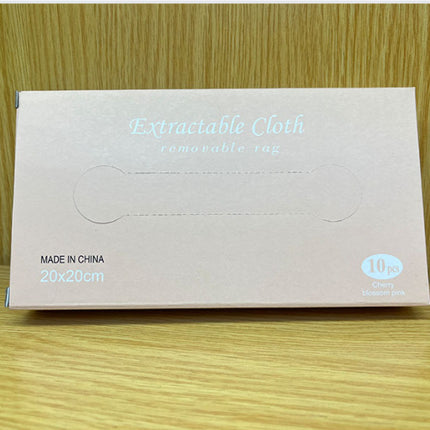 Extractable Cloth
removable rag
MADE IN CHINA
20x20cm
10pcs
Cherry
blossom pink